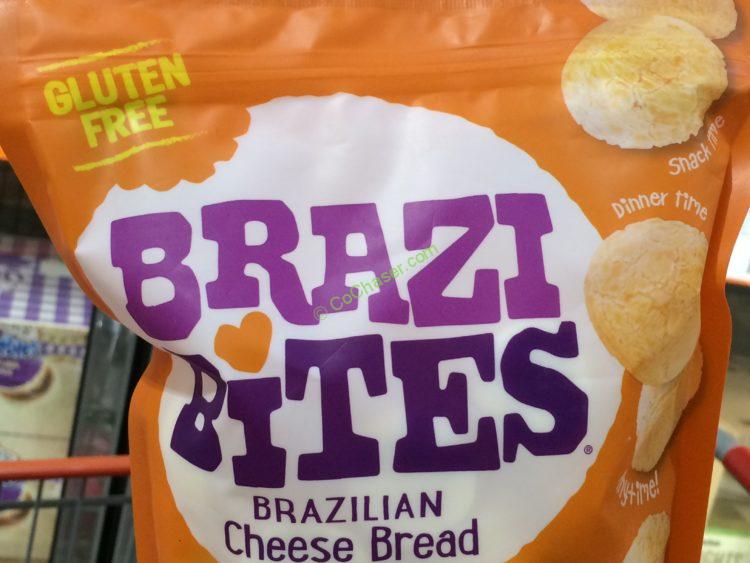 GLUTEN
FREE
BRAZI
BiTES®
BRAZILIAN
Cheese Bread
Snack time
Dinner time
© CoChaser.com